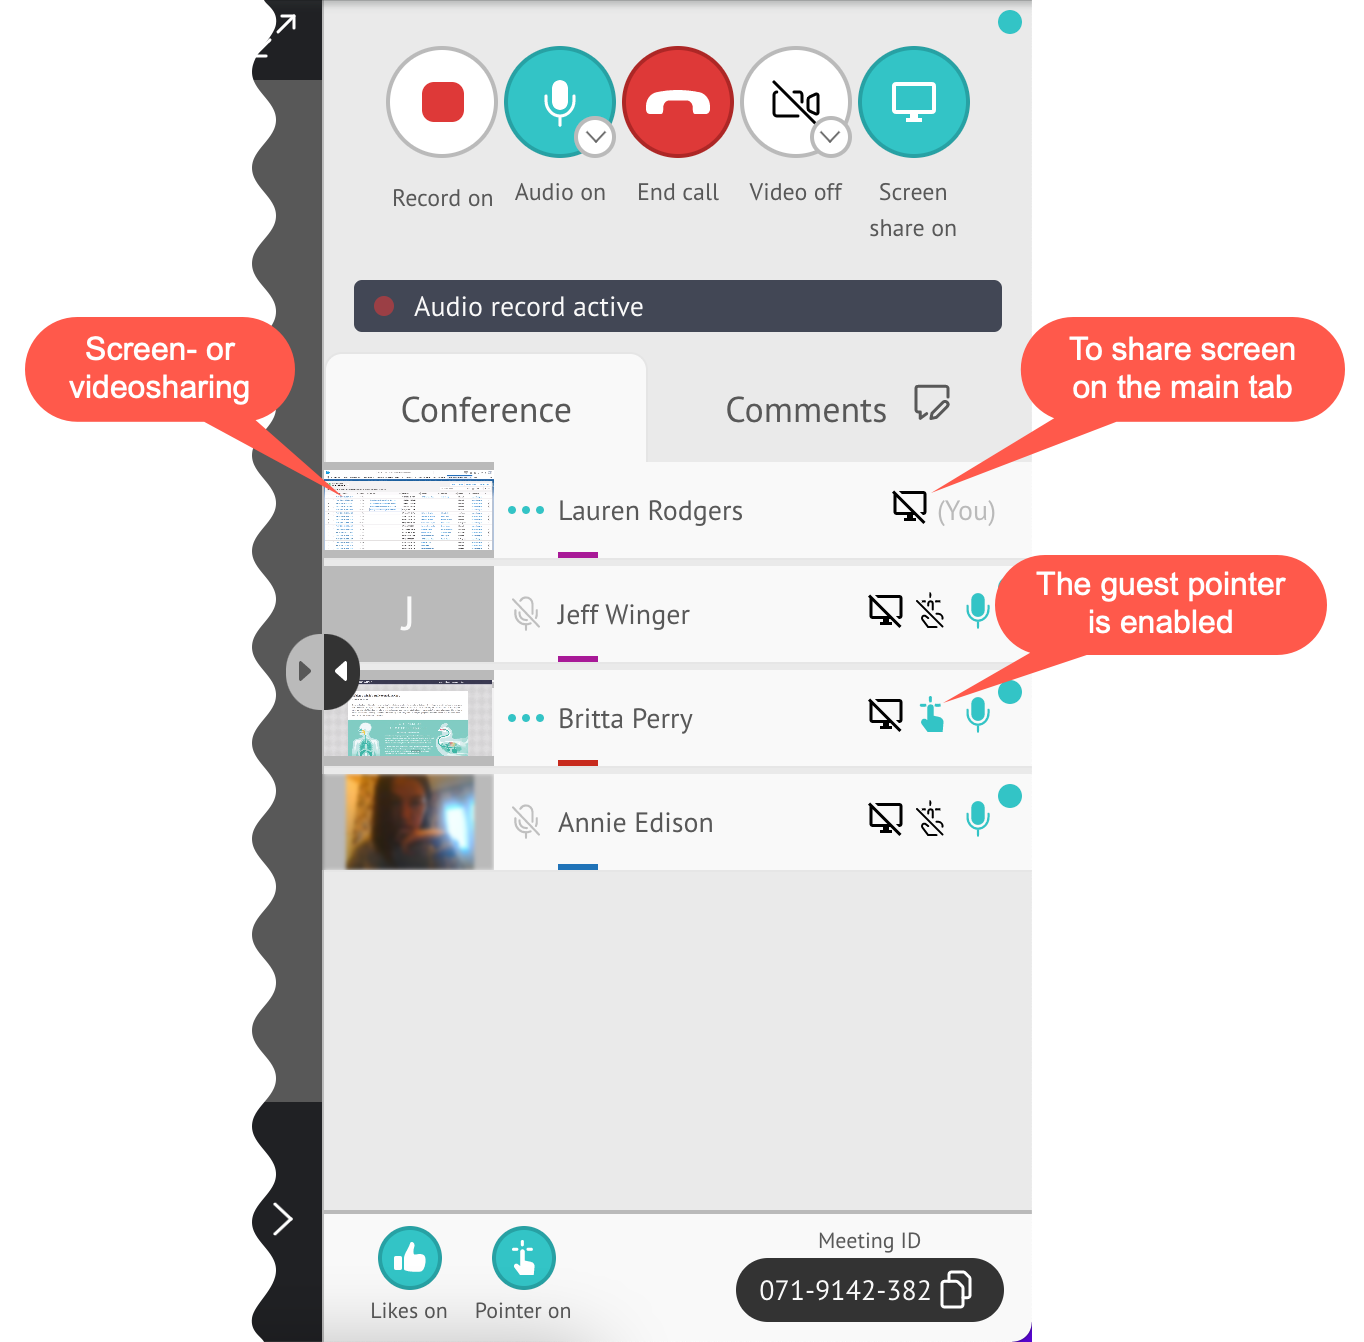 Record on
Audio on
End call
Video off
Screen
share on
Audio record active
Screen- or
videosharing
To share screen
on the main tab
Conference
Comments
Lauren Rodgers
(You)
J
Jeff Winger
The guest pointer
is enabled
Britta Perry
Annie Edison
Likes on
Pointer on
Meeting ID
071-9142-382